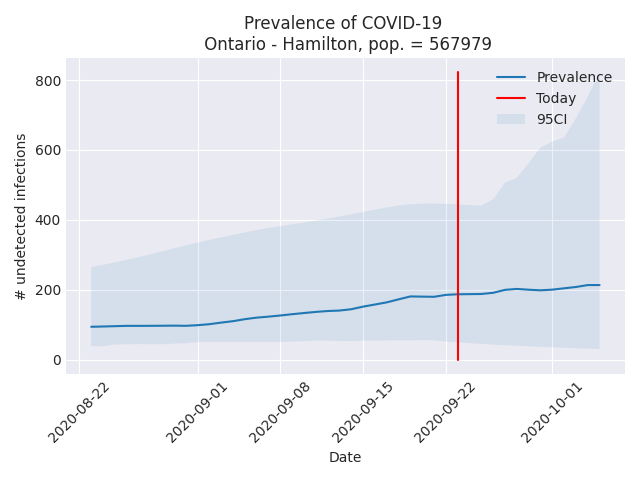 Prevalence of COVID-19
Ontario - Hamilton, pop. = 567979
Prevalence
Today
95CI
# undetected infections
800
600
400
200
0
2020-08-22
2020-09-01
2020-09-08
2020-09-15
2020-09-22
2020-10-01
Date